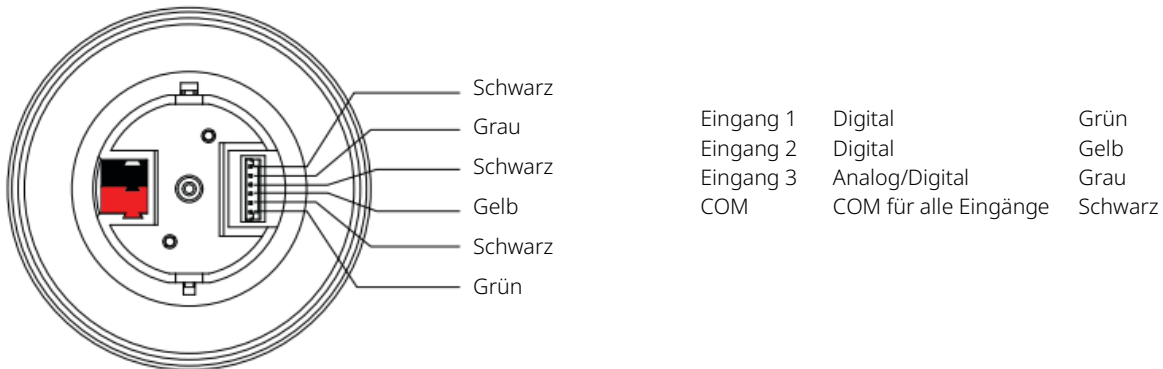 Schwarz
Grau
Schwarz
Gelb
Schwarz
Grün
Eingang 1 Digital Grün
Eingang 2 Digital Gelb
Eingang 3 Analog/Digital Grau
COM COM für alle Eingänge Schwarz